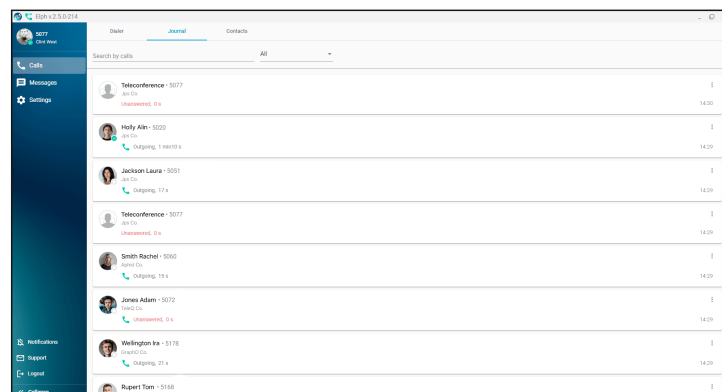 Elph v.2.5.0-214
5077
Clint West
Calls
Messages
Settings
Notifications
Support
Logout
Collapse
Dialer
Journal
Contacts
Search by calls
All
Teleconference • 5077
Jps Co.
Unanswered, 0 s
14:30
Holly Alin • 5020
Jps Co.
Outgoing, 1 min10 s
14:29
Jackson Laura • 5051
Jps Co.
Outgoing, 17 s
14:29
Teleconference • 5077
Jps Co.
Unanswered, 0 s
14:29
Smith Rachel • 5060
Co.
Outgoing, 19 s
14:29
Jones Adam • 5072
TeleQ Co.
Unanswered, 0 s
14:29
Wellington Ira • 5178
GraphO Co.
Outgoing, 21 s
14:29
Rupert Tom • 5168